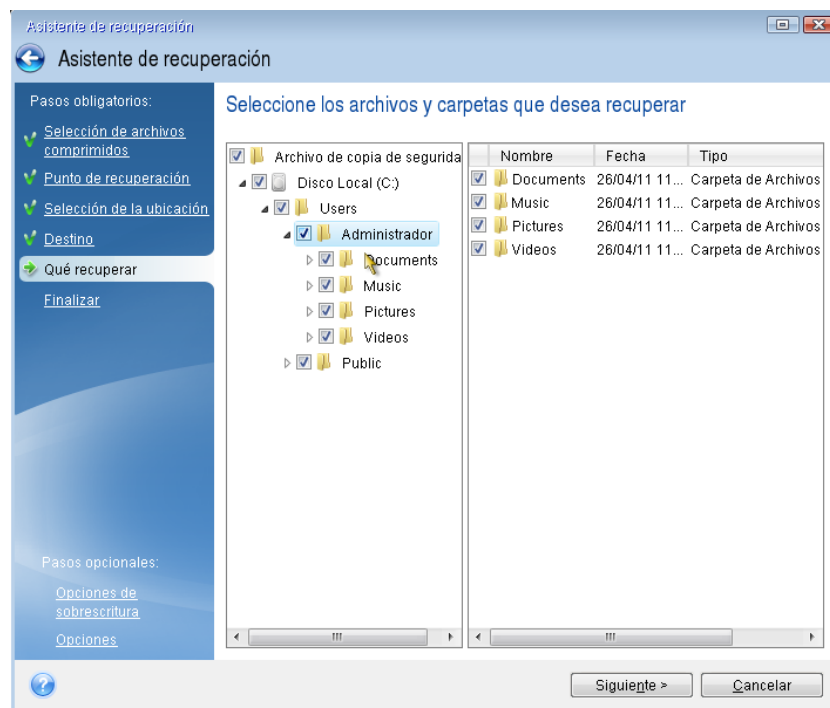 Asistente de recuperación
Asistente de recuperación
Pasos obligatorios:
Selección de archivos
comprimidos
Punto de recuperación
Selección de la ubicación
Destino
Qué recuperar
Finalizar
Pasos opcionales:
Opciones de
sobrescritura
Opciones
Seleccione los archivos y carpetas que desea recuperar
Archivo de copia de segurida
Disco Local (C:)
Users
Administrador
Documents
Music
Pictures
Videos
Public
Nombre Fecha Tipo
Documents 26/04/11 11... Carpeta de Archivos
Music 26/04/11 11... Carpeta de Archivos
Pictures 26/04/11 11... Carpeta de Archivos
Videos 26/04/11 11... Carpeta de Archivos
Siguiente > Cancelar